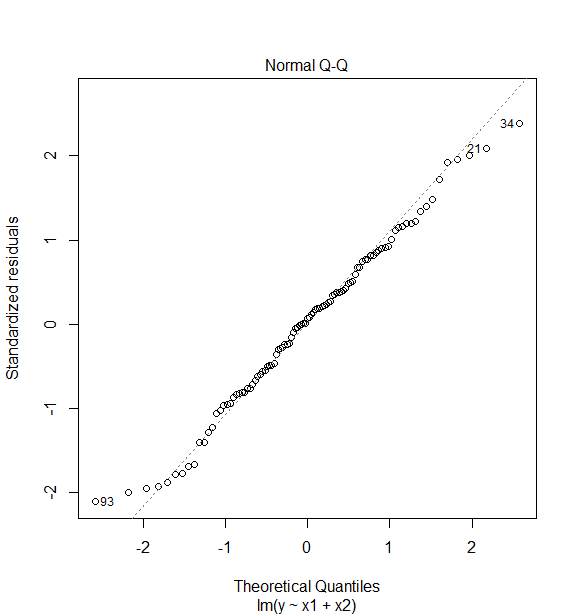 Normal Q-Q
34
21
2
1
0
-1
-2
93
Standardized residuals
-2 -1 0 1 2
Theoretical Quantiles
lm(y ~ x1 + x2)